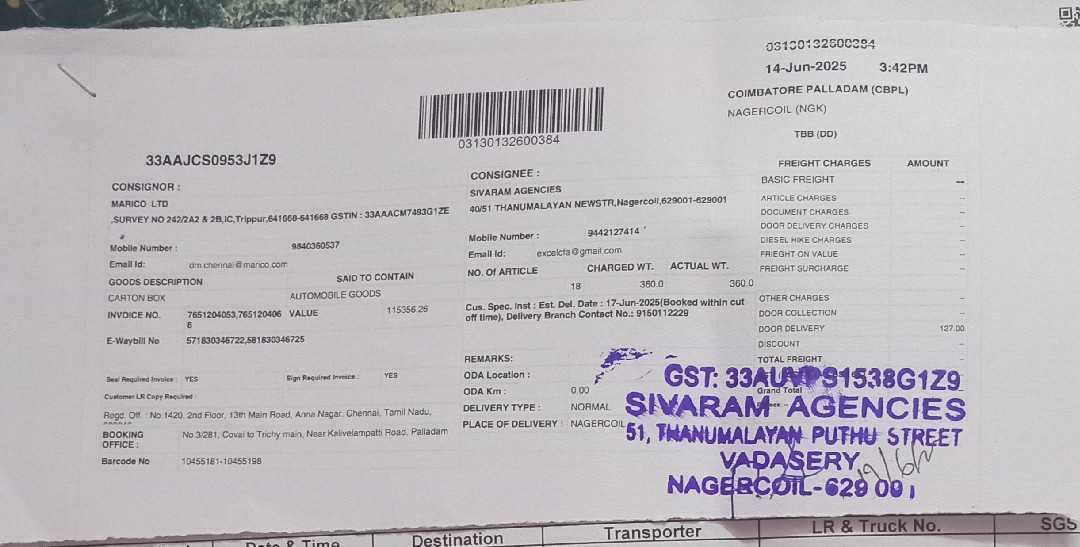 03130132600384
14-Jun-2025 3:42PM
COIMBATORE PALLADAM (CBPL)
NAGERCOIL (NGK)
TBB (DD)
03130132600384
33AAJCS0953J1Z9
CONSIGNOR :
MARICO LTD
,SURVEY NO 242/2A2 & 2B,IC,Trippur,641668-641668 GSTIN : 33AAACM7493G1ZE
Mobile Number : 9840360537
Email Id: dm.chennai@marico.com
GOODS DESCRIPTION SAID TO CONTAIN
CARTON BOX AUTOMOBILE GOODS
INVOICE NO. 7651204053,765120406 VALUE 115356.26
8
E-Waybill No 571830346722,581830346725
Seal Required Invoice : YES Sign Required Invoice : YES
Customer LR Copy Required :
Regd. Off. : No.1420, 2nd Floor, 13th Main Road, Anna Nagar, Chennai, Tamil Nadu,
BOOKING OFFICE : No.3/281, Covai to Trichy main, Near Kalivelampatti Road, Palladam
Barcode No 10455181-10455198
CONSIGNEE :
SIVARAM AGENCIES
40/51 THANUMALAYAN NEWSTR,Nagercoil,629001-629001
Mobile Number : 9442127414
Email Id: expelcfa@gmail.com
NO. OF ARTICLE CHARGED WT. ACTUAL WT.
18 360.0 360.0
Cus. Spec. Inst : Est. Del. Date : 17-Jun-2025(Booked within cut
off time), Delivery Branch Contact No.: 9150112229
REMARKS:
ODA Location :
ODA Km : 0.00
DELIVERY TYPE : NORMAL
PLACE OF DELIVERY : NAGERCOIL
FREIGHT CHARGES AMOUNT
BASIC FREIGHT --
ARTICLE CHARGES --
DOCUMENT CHARGES --
DOOR DELIVERY CHARGES --
DIESEL HIKE CHARGES --
FRIEGHT ON VALUE --
FREIGHT SURCHARGE --
OTHER CHARGES --
DOOR COLLECTION --
DOOR DELIVERY 127.00
DISCOUNT --
TOTAL FREIGHT --
Grand Total
GST: 33AUVPS1538G1Z9
SIVARAM AGENCIES
51, THANUMALAYAN PUTHU STREET
VADASERY
NAGERCOIL-629 001
Date & Time Destination Transporter LR & Truck No. SGS